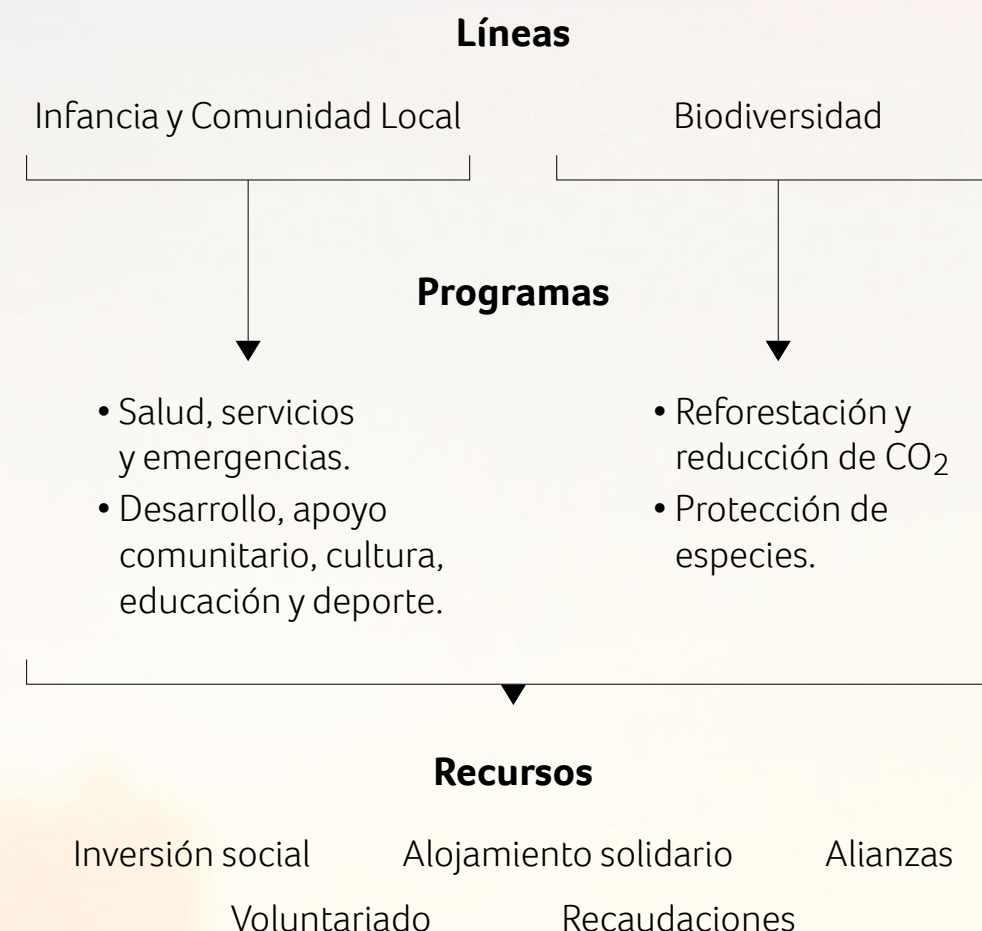 Líneas
Infancia y Comunidad Local
Biodiversidad
Programas
• Salud, servicios
y emergencias.
• Desarrollo, apoyo
comunitario, cultura,
educación y deporte.
• Reforestación y
reducción de CO₂
• Protección de
especies.
Recursos
Inversión social
Alojamiento solidario
Alianzas
Voluntariado
Recaudaciones